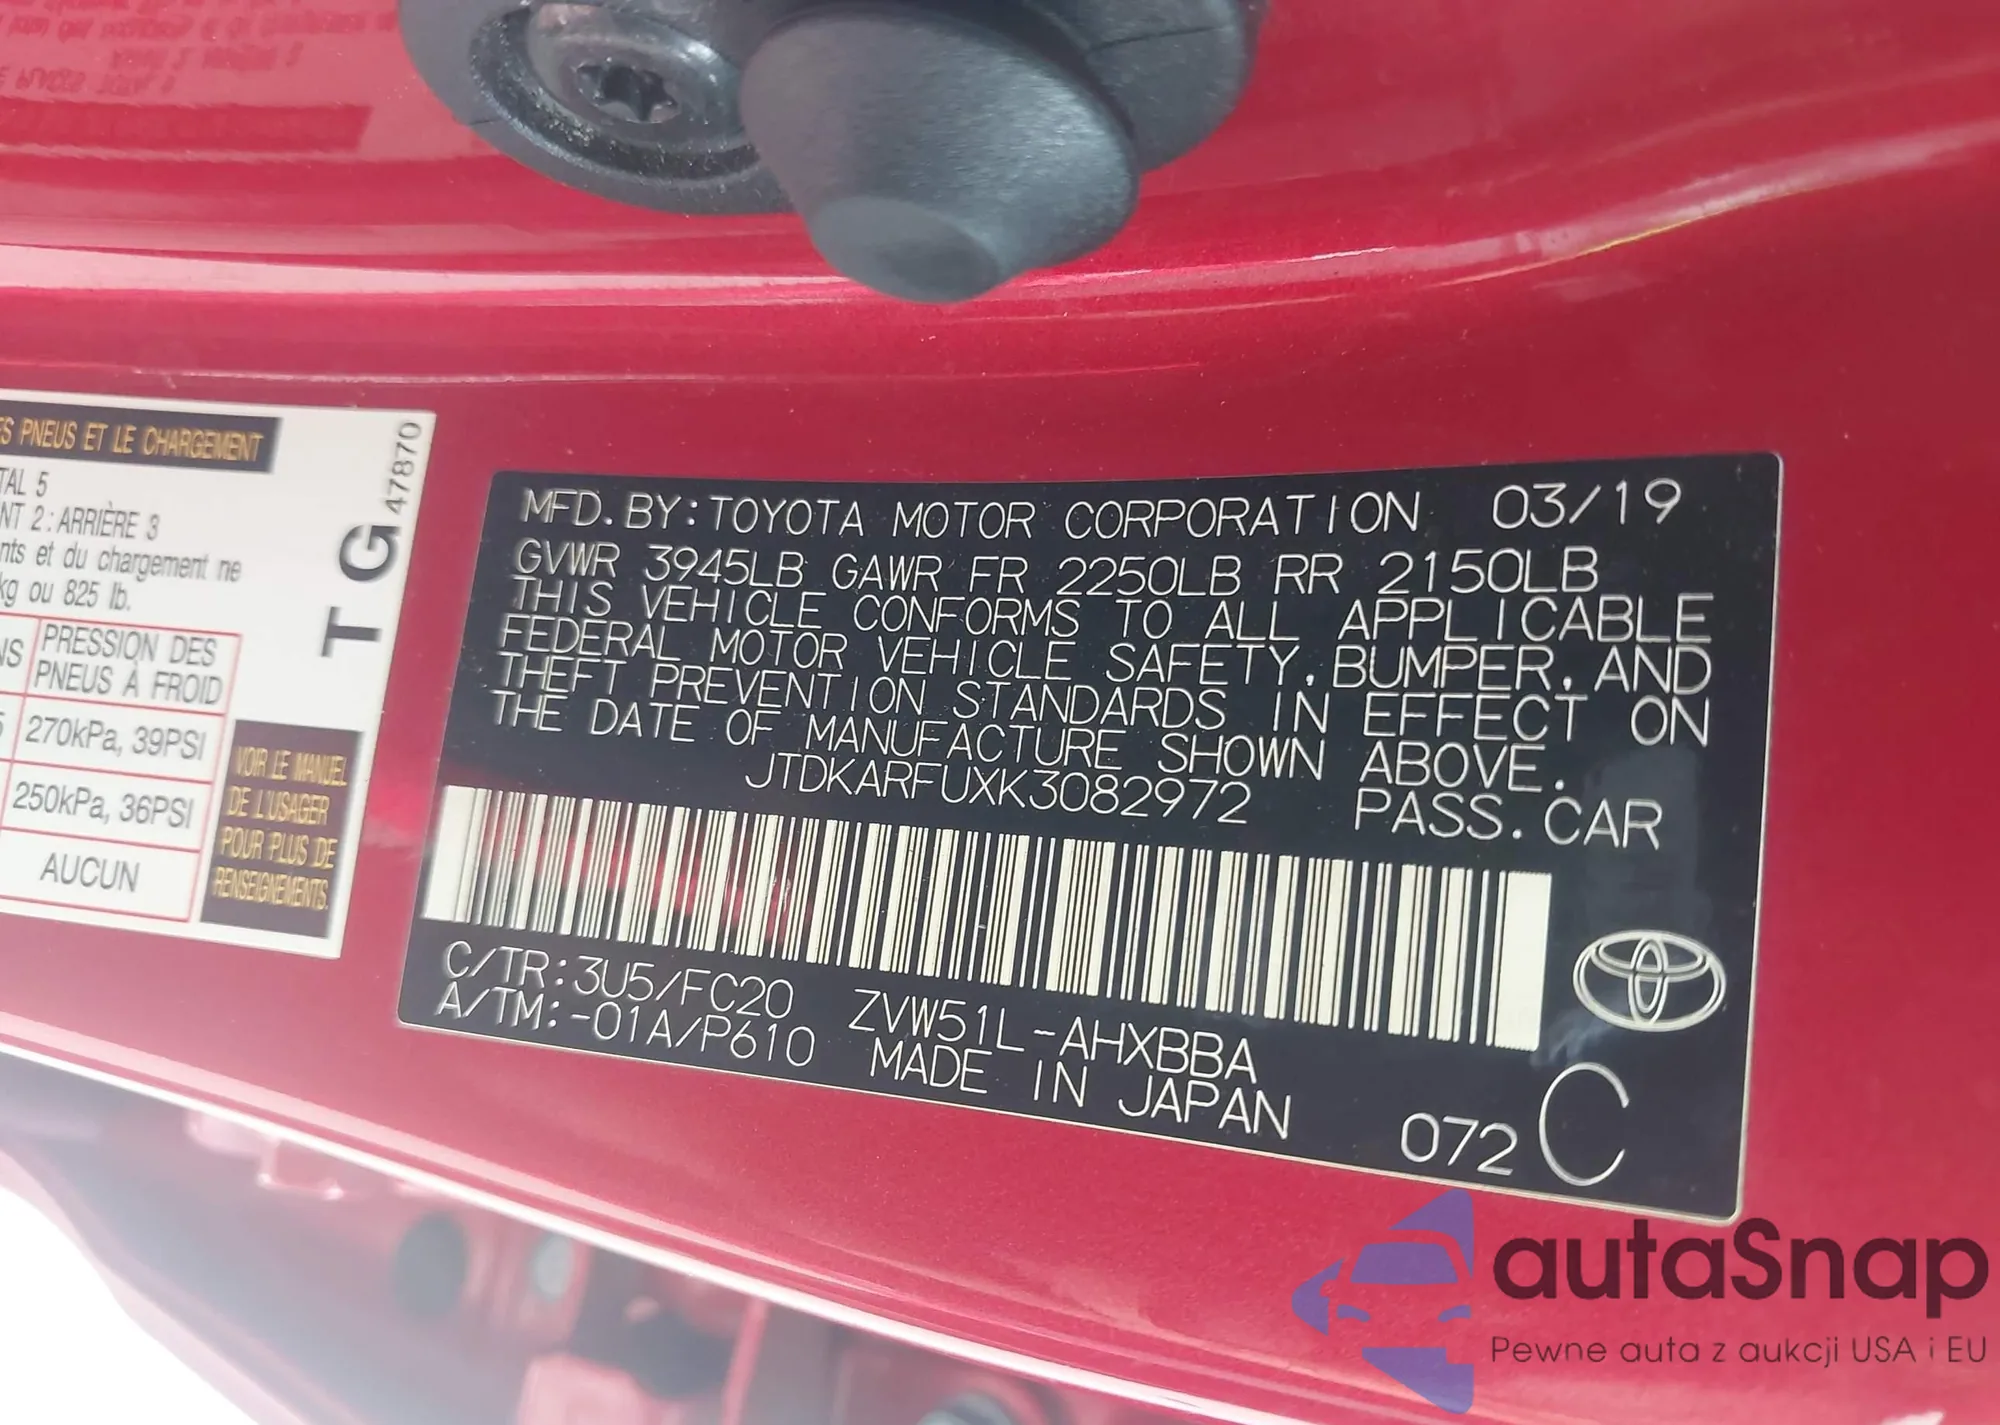 ES PNEUS ET LE CHARGEMENT
TAL 5
NT 2 : ARRIÈRE 3
nts et du chargement ne
kg ou 825 lb.
NS
PRESSION DES
PNEUS À FROID
5
270kPa, 39PSI
250kPa, 36PSI
AUCUN
VOIR LE MANUEL
DE L'USAGER
POUR PLUS DE
RENSEIGNEMENTS.
T G 47870
MFD. BY: TOYOTA MOTOR CORPORATION 03/19
GVWR 3945LB GAWR FR 2250LB RR 2150LB
THIS VEHICLE CONFORMS TO ALL APPLICABLE
FEDERAL MOTOR VEHICLE SAFETY, BUMPER, AND
THEFT PREVENTION STANDARDS IN EFFECT ON
THE DATE OF MANUFACTURE SHOWN ABOVE.
JTDKARFUXK3082972 PASS. CAR
C/TR: 3U5/FC20 ZVW51L-AHXBBA
A/TM: -01A/P610 MADE IN JAPAN
072 C
autaSnap
Pewne auta z aukcji USA i EU